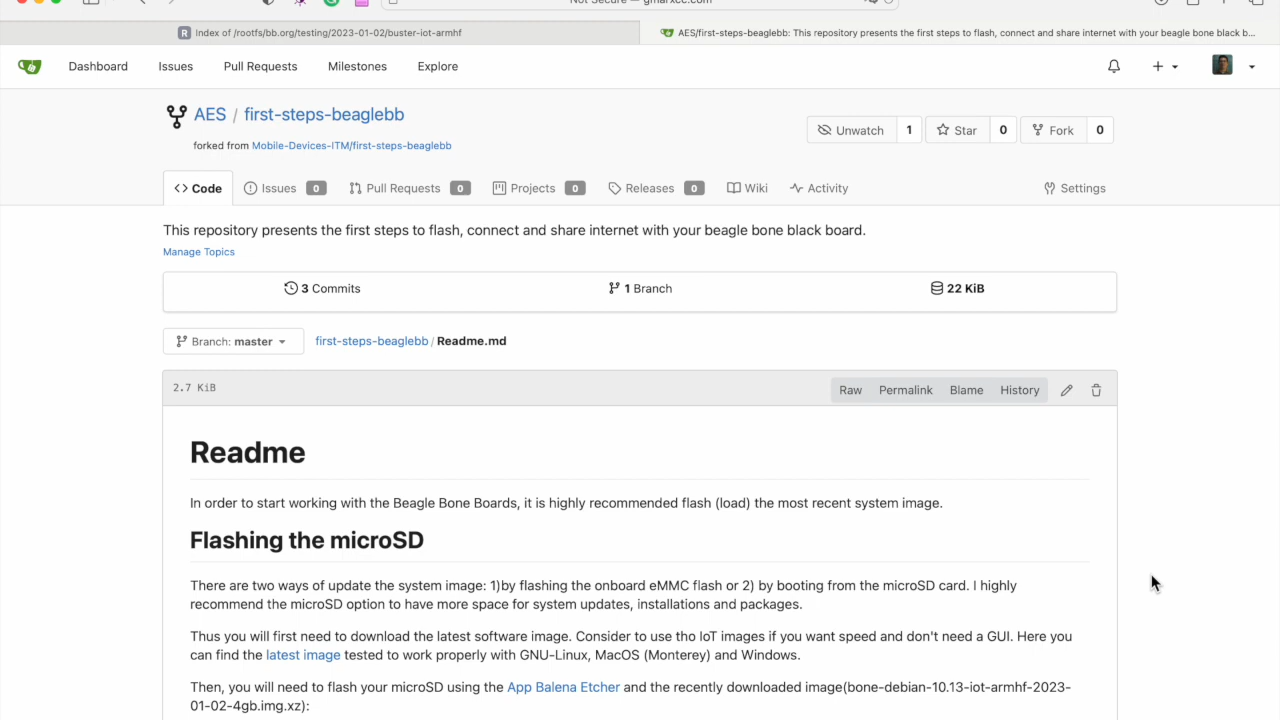 Not Secure — gmarxcc.com
Index of /rootfs/bb.org/testing/2023-01-02/buster-iot-armhf
AES/first-steps-beaglebb: This repository presents the first steps to flash, connect and share internet with your beagle bone black b...
Dashboard Issues Pull Requests Milestones Explore
AES / first-steps-beaglebb
Unwatch 1 Star 0 Fork 0
forked from Mobile-Devices-ITM/first-steps-beaglebb
Code Issues 0 Pull Requests 0 Projects 0 Releases 0 Wiki Activity Settings
This repository presents the first steps to flash, connect and share internet with your beagle bone black board.
Manage Topics
3 Commits 1 Branch 22 KiB
Branch: master first-steps-beaglebb / Readme.md
2.7 KiB Raw Permalink Blame History
Readme
In order to start working with the Beagle Bone Boards, it is highly recommended flash (load) the most recent system image.
Flashing the microSD
There are two ways of update the system image: 1)by flashing the onboard eMMC flash or 2) by booting from the microSD card. I highly
recommend the microSD option to have more space for system updates, installations and packages.
Thus you will first need to download the latest software image. Consider to use tho IoT images if you want speed and don't need a GUI. Here you
can find the latest image tested to work properly with GNU-Linux, MacOS (Monterey) and Windows.
Then, you will need to flash your microSD using the App Balena Etcher and the recently downloaded image(bone-debian-10.13-iot-armhf-2023-
01-02-4gb.img.xz):